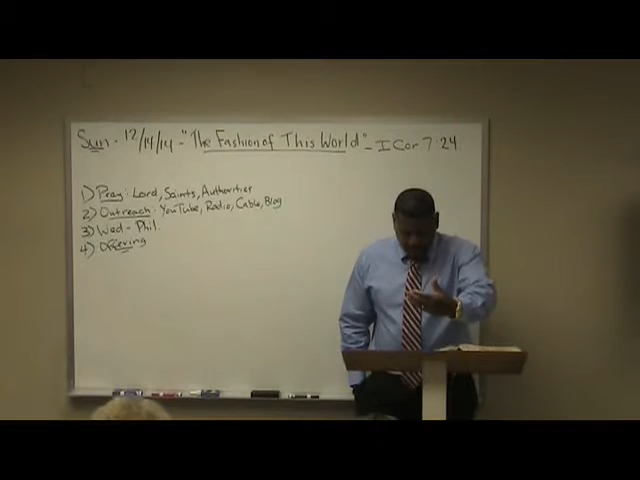 Sun. 12/14/14 - "The Fashion of This World" - I Cor 7:24
1) Pray: Lord, Saints, Authorities
2) Outreach: YouTube, Radio, Cable, Blog
3) Wed - Phil.
4) Offering